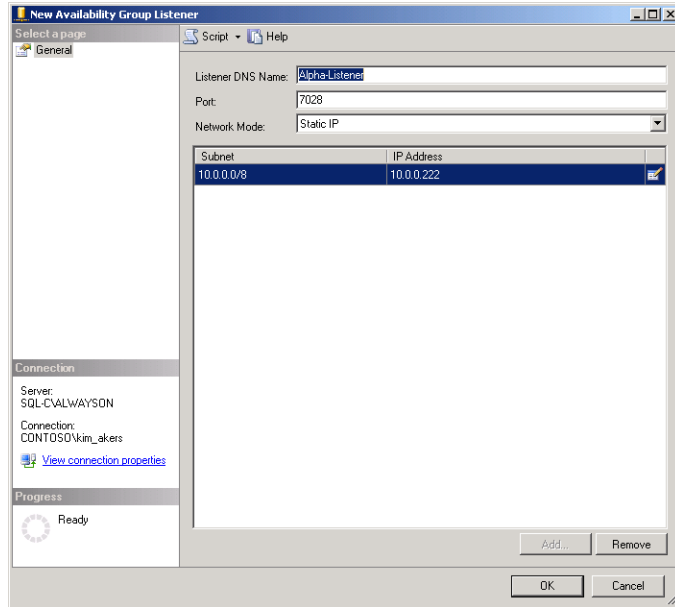 New Availability Group Listener
Select a page
General
Script
Help
Listener DNS Name:
Alpha-Listener
Port:
7028
Network Mode:
Static IP
Subnet
IP Address
10.0.0.0/8
10.0.0.222
Connection
Server:
SQL-C\ALWAYSON
Connection:
CONTOSO\kim_akers
View connection properties
Progress
Ready
Add...
Remove
OK
Cancel